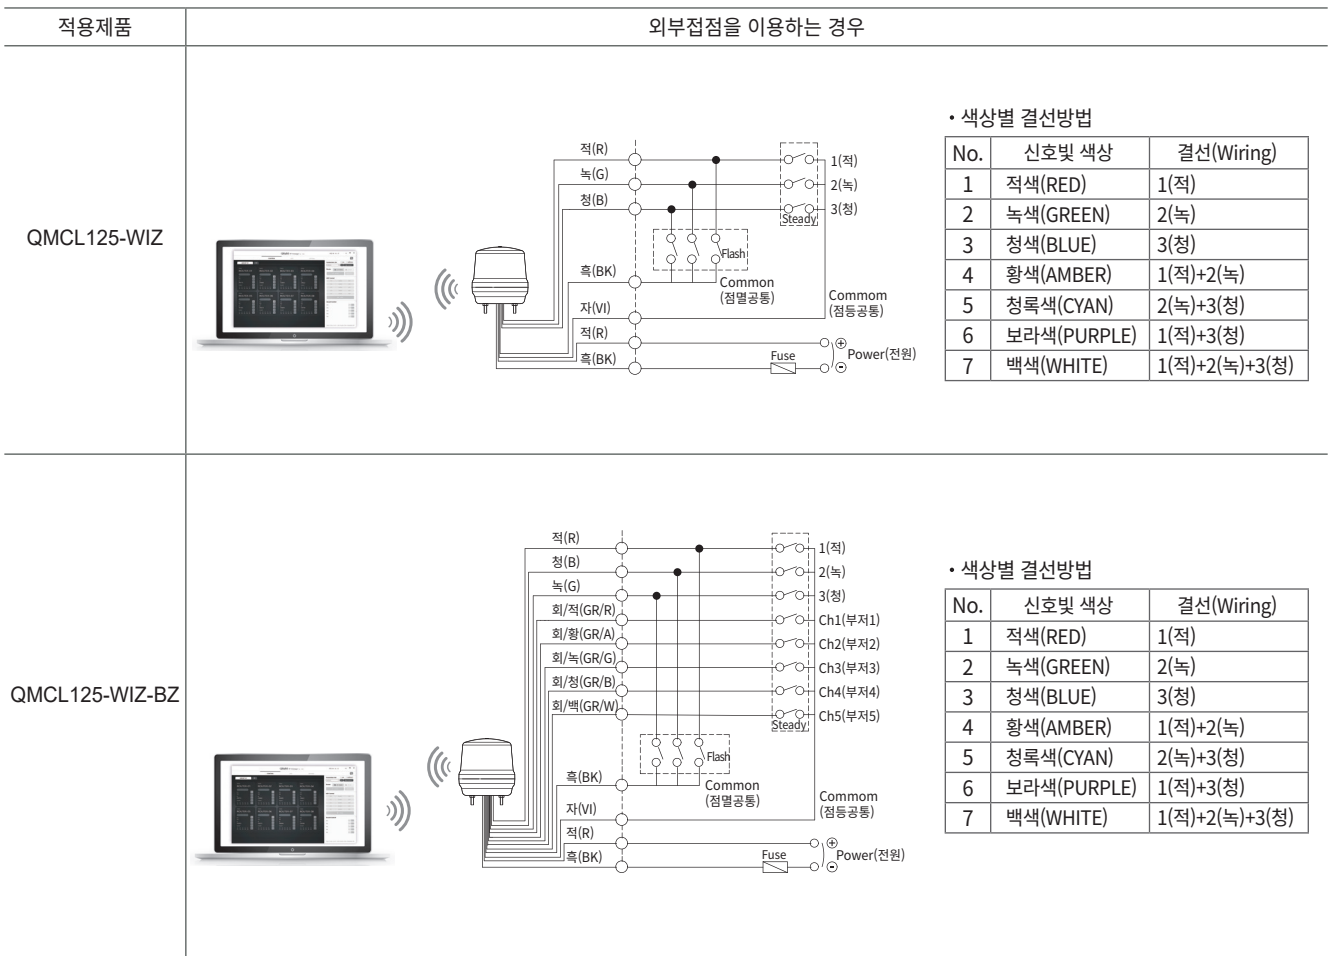 적용제품
외부접점을 이용하는 경우
QMCL125-WIZ
적(R)
녹(G)
청(B)
흑(BK)
자(VI)
적(R)
흑(BK)
1(적)
2(녹)
3(청)
Steady
Flash
Common
(점멸공통)
Commom
(점등공통)
Fuse
Power(전원)
・색상별 결선방법
No. 신호빛 색상 결선(Wiring)
1 적색(RED) 1(적)
2 녹색(GREEN) 2(녹)
3 청색(BLUE) 3(청)
4 황색(AMBER) 1(적)+2(녹)
5 청록색(CYAN) 2(녹)+3(청)
6 보라색(PURPLE) 1(적)+3(청)
7 백색(WHITE) 1(적)+2(녹)+3(청)
QMCL125-WIZ-BZ
적(R)
청(B)
녹(G)
회/적(GR/R)
회/황(GR/A)
회/녹(GR/G)
회/청(GR/B)
회/백(GR/W)
흑(BK)
자(VI)
적(R)
흑(BK)
1(적)
2(녹)
3(청)
Ch1(부저1)
Ch2(부저2)
Ch3(부저3)
Ch4(부저4)
Ch5(부저5)
Steady
Flash
Common
(점멸공통)
Commom
(점등공통)
Fuse
Power(전원)
・색상별 결선방법
No. 신호빛 색상 결선(Wiring)
1 적색(RED) 1(적)
2 녹색(GREEN) 2(녹)
3 청색(BLUE) 3(청)
4 황색(AMBER) 1(적)+2(녹)
5 청록색(CYAN) 2(녹)+3(청)
6 보라색(PURPLE) 1(적)+3(청)
7 백색(WHITE) 1(적)+2(녹)+3(청)